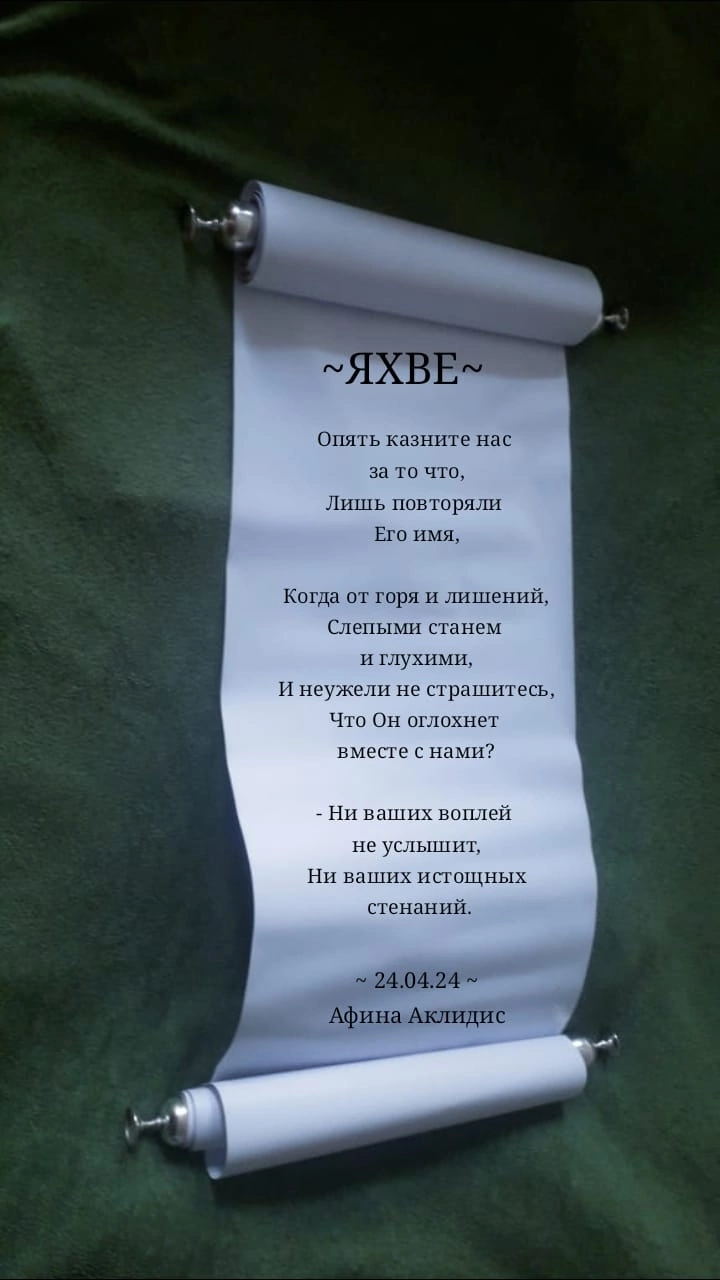 ~ЯХВЕ~
Опять казните нас
за то что,
Лишь повторяли
Его имя,
Когда от горя и лишений,
Слепыми станем
и глухими,
И неужели не страшитесь,
Что Он оглохнет
вместе с нами?
- Ни ваших воплей
не услышит,
Ни ваших истощных
стенаний.
~ 24.04.24 ~
Афина Аклидис